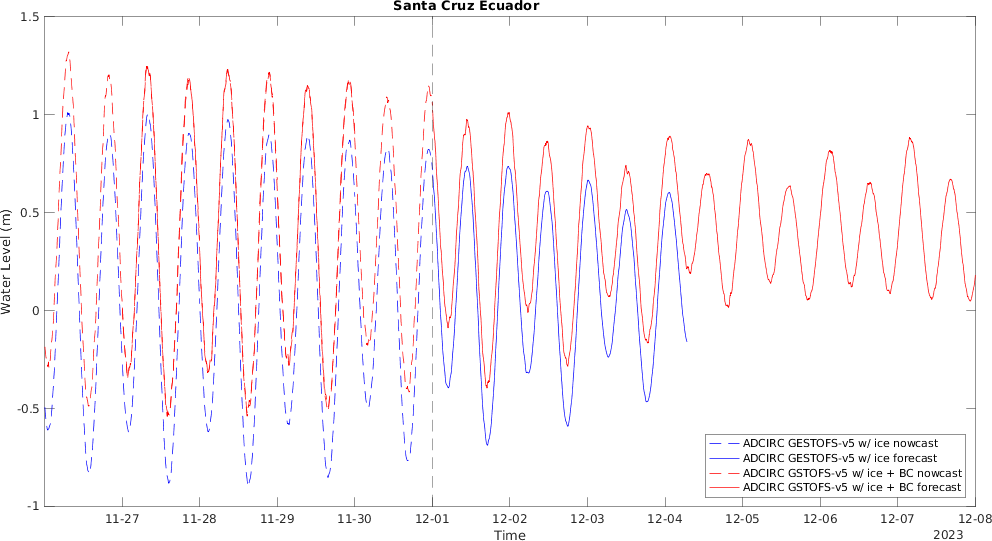 Santa Cruz Ecuador
1.5
1
0.5
0
-0.5
-1
Water Level (m)
11-27 11-28 11-29 11-30 12-01 12-02 12-03 12-04 12-05 12-06 12-07 12-08
Time
2023
ADCIRC GESTOFS-v5 w/ ice nowcast
ADCIRC GESTOFS-v5 w/ ice forecast
ADCIRC GSTOFS-v5 w/ ice + BC nowcast
ADCIRC GSTOFS-v5 w/ ice + BC forecast